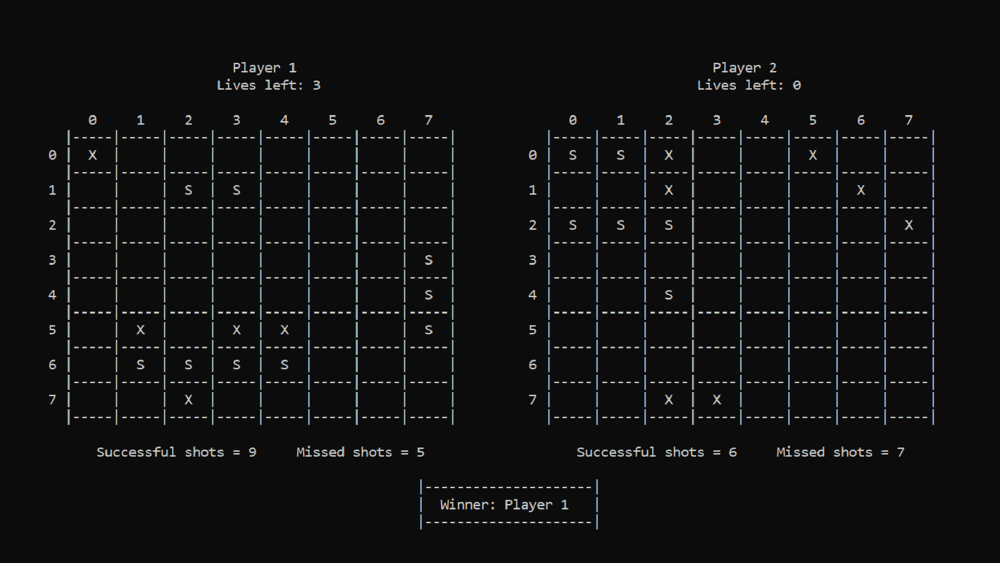 Player 1 Player 2
Lives left: 3 Lives left: 0
0 1 2 3 4 5 6 7 0 1 2 3 4 5 6 7
0 X 0 S S X X
1 S S 1 X X
2 2 S S S X
3 S 3
4 S 4 S
5 X X X S 5
6 S S S S 6
7 X 7 X X
Successful shots = 9 Missed shots = 5 Successful shots = 6 Missed shots = 7
Winner: Player 1